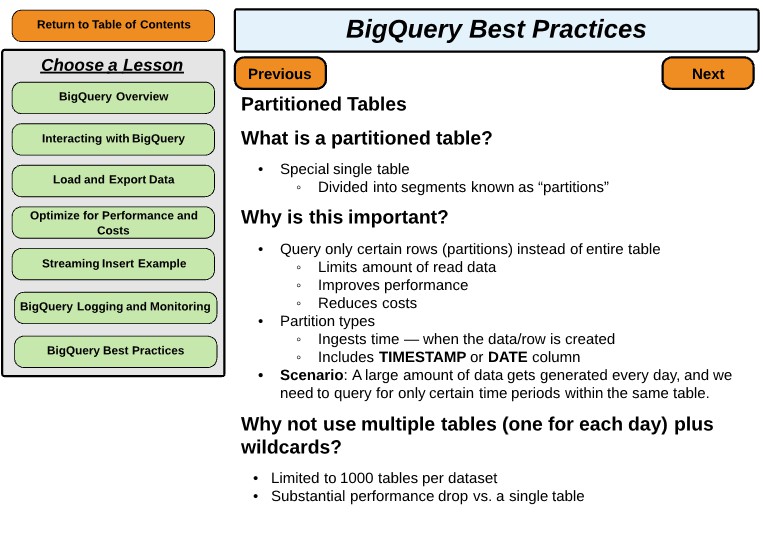 Return to Table of Contents
Choose a Lesson
BigQuery Overview
Interacting with BigQuery
Load and Export Data
Optimize for Performance and
Costs
Streaming Insert Example
BigQuery Logging and Monitoring
BigQuery Best Practices
BigQuery Best Practices
Previous
Next
Partitioned Tables
What is a partitioned table?
• Special single table
◦ Divided into segments known as “partitions”
Why is this important?
• Query only certain rows (partitions) instead of entire table
◦ Limits amount of read data
◦ Improves performance
◦ Reduces costs
• Partition types
◦ Ingests time — when the data/row is created
◦ Includes TIMESTAMP or DATE column
• Scenario: A large amount of data gets generated every day, and we
need to query for only certain time periods within the same table.
Why not use multiple tables (one for each day) plus
wildcards?
• Limited to 1000 tables per dataset
• Substantial performance drop vs. a single table